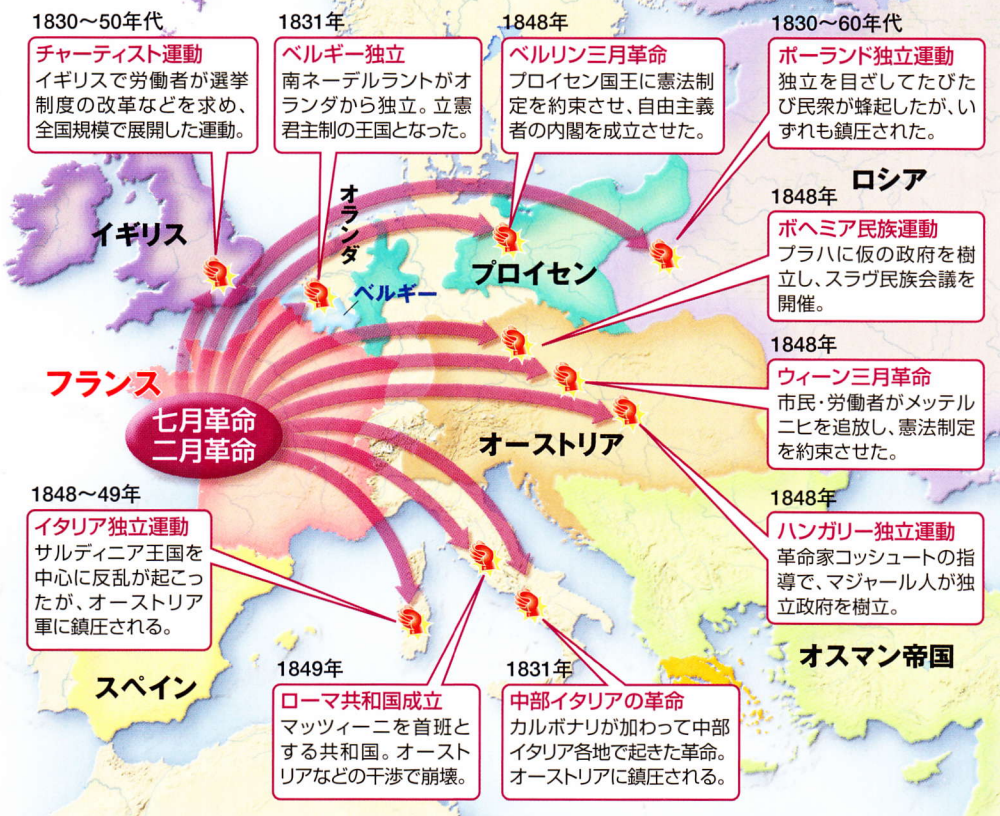 1830〜50年代
チャーティスト運動
イギリスで労働者が選挙
制度の改革などを求め、
全国規模で展開した運動。
1831年
ベルギー独立
南ネーデルラントがオ
ランダから独立。立憲
君主制の王国となった。
1848年
ベルリン三月革命
プロイセン国王に憲法制
定を約束させ、自由主義
者の内閣を成立させた。
1830〜60年代
ポーランド独立運動
独立を目ざしてたびた
び民衆が蜂起したが、い
ずれも鎮圧された。
ロシア
イギリス
オランダ
プロイセン
ベルギー
1848年
ボヘミア民族運動
プラハに仮の政府を樹
立し、スラヴ民族会議を
開催。
フランス
七月革命
二月革命
オーストリア
1848年
ウィーン三月革命
市民・労働者がメッテル
ニヒを追放し、憲法制定
を約束させた。
1848〜49年
イタリア独立運動
サルディニア王国を
中心に反乱が起こっ
たが、オーストリア
軍に鎮圧される。
1848年
ハンガリー独立運動
革命家コッシュートの指
導で、マジャール人が独
立政府を樹立。
スペイン
オスマン帝国
1849年
ローマ共和国成立
マッツィーニを首班と
する共和国。オースト
リアなどの干渉で崩壊。
1831年
中部イタリアの革命
カルボナリが加わって中部
イタリア各地で起きた革命。
オーストリアに鎮圧される。